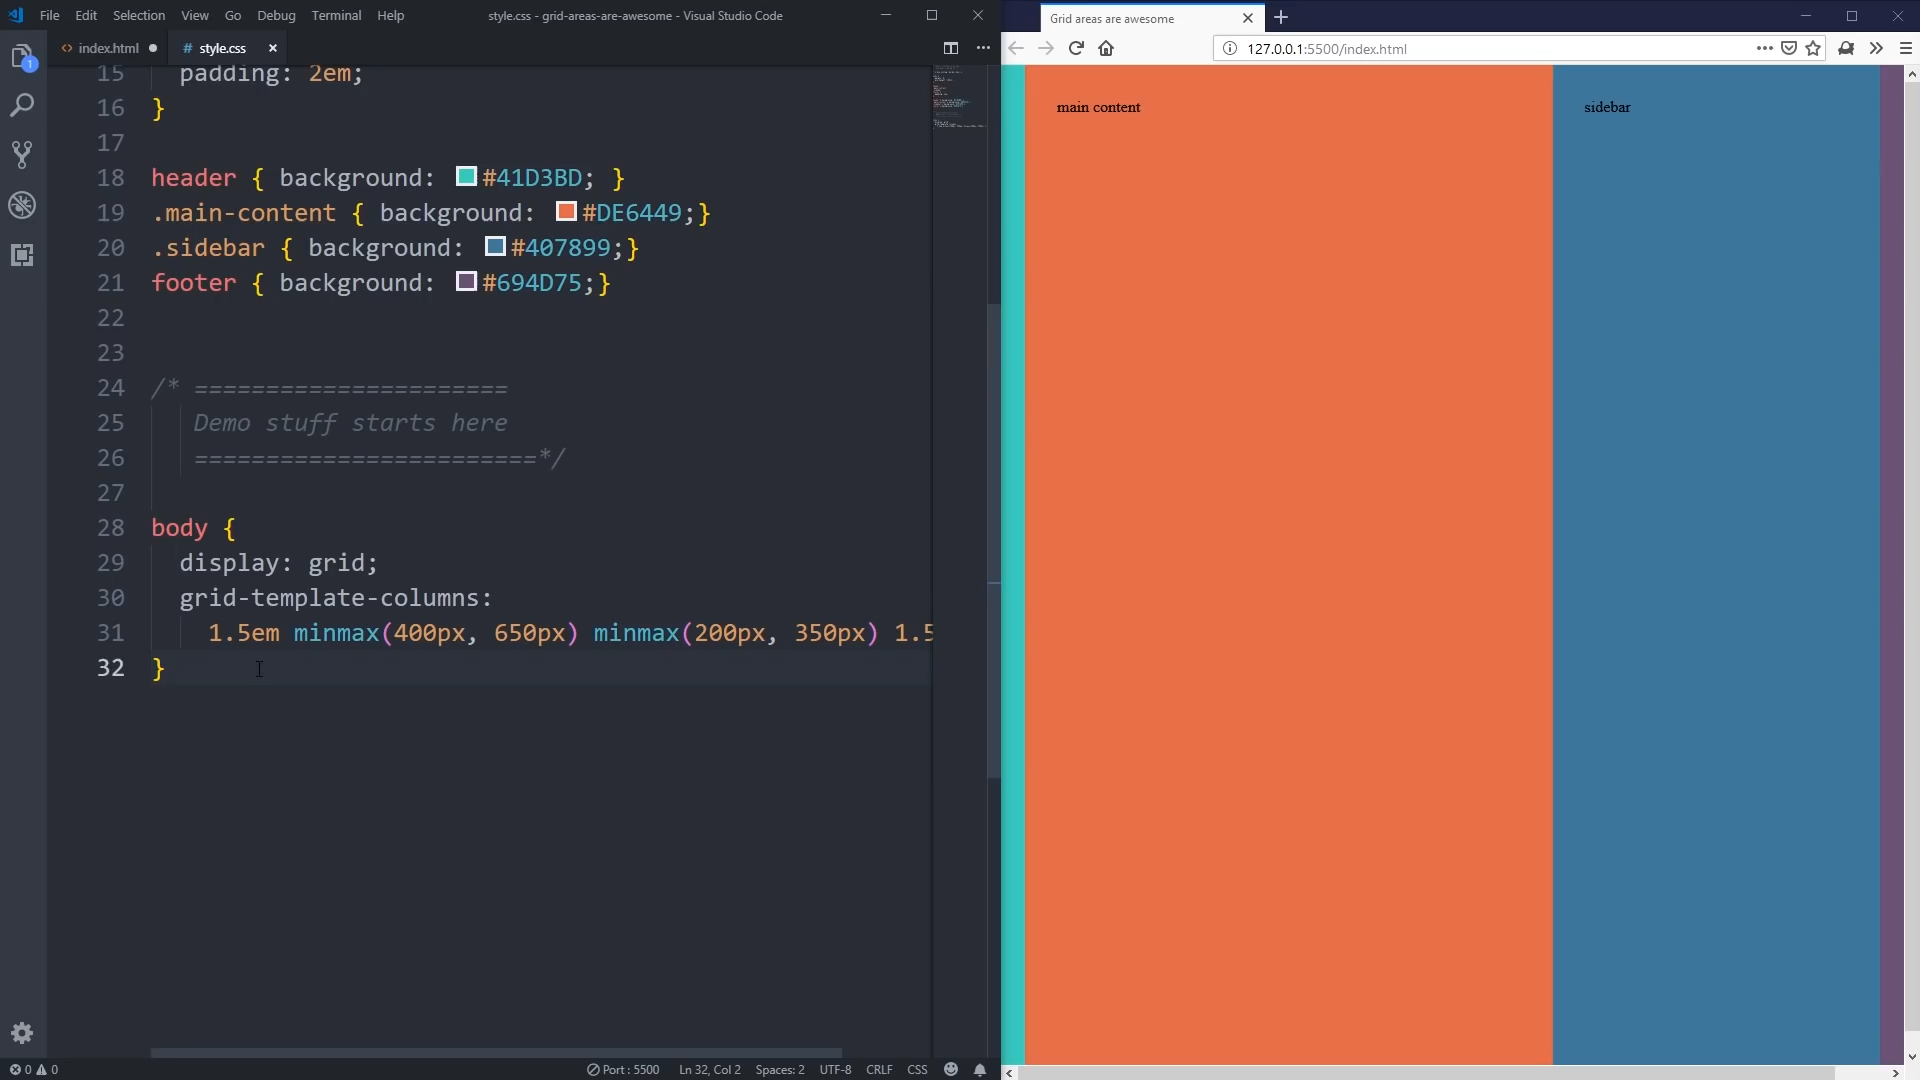 File Edit Selection View Go Debug Terminal Help
style.css - grid-areas-are-awesome - Visual Studio Code
index.html
# style.css
15 padding: 2em;
16 }
17
18 header { background: #41D3BD; }
19 .main-content { background: #DE6449;}
20 .sidebar { background: #407899;}
21 footer { background: #694D75;}
22
23
24 /* ======================
25 Demo stuff starts here
26 ========================*/
27
28 body {
29 display: grid;
30 grid-template-columns:
31 1.5em minmax(400px, 650px) minmax(200px, 350px) 1.5
32 }
1
0 0
Port : 5500
Ln 32, Col 2
Spaces: 2
UTF-8
CRLF
CSS
Grid areas are awesome
127.0.0.1:5500/index.html
main content
sidebar